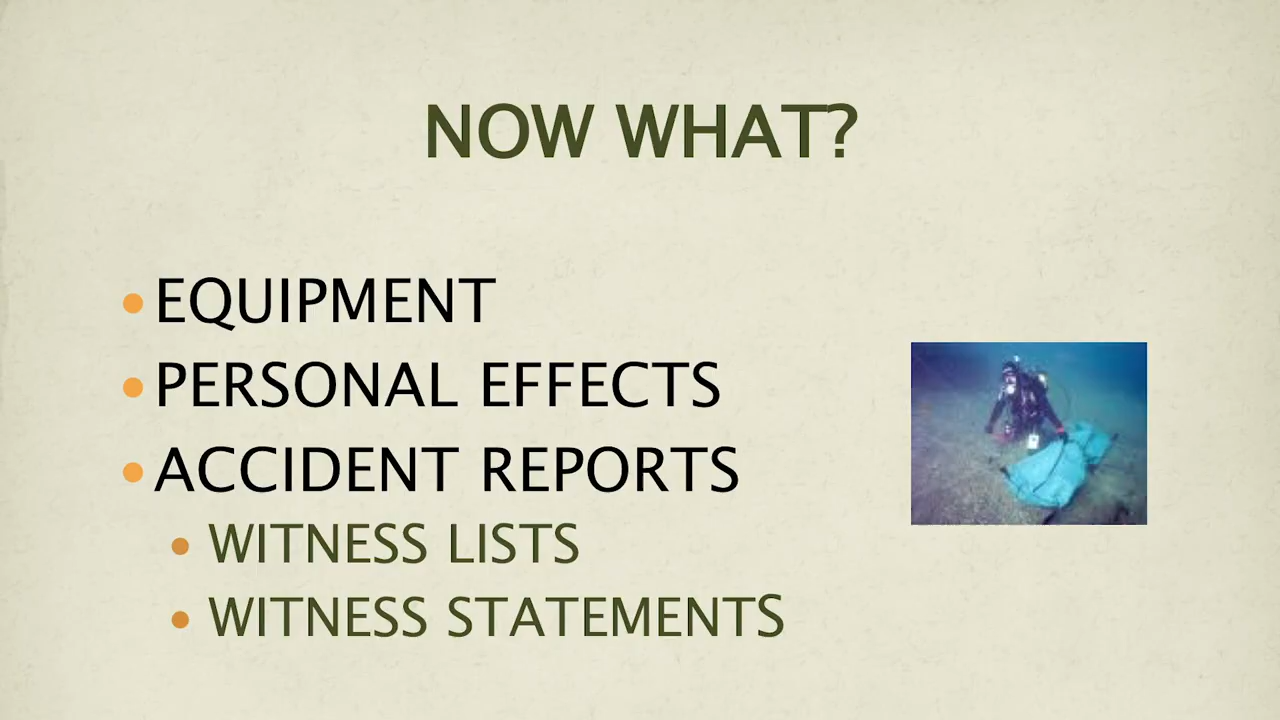 NOW WHAT?
EQUIPMENT
PERSONAL EFFECTS
ACCIDENT REPORTS
WITNESS LISTS
WITNESS STATEMENTS